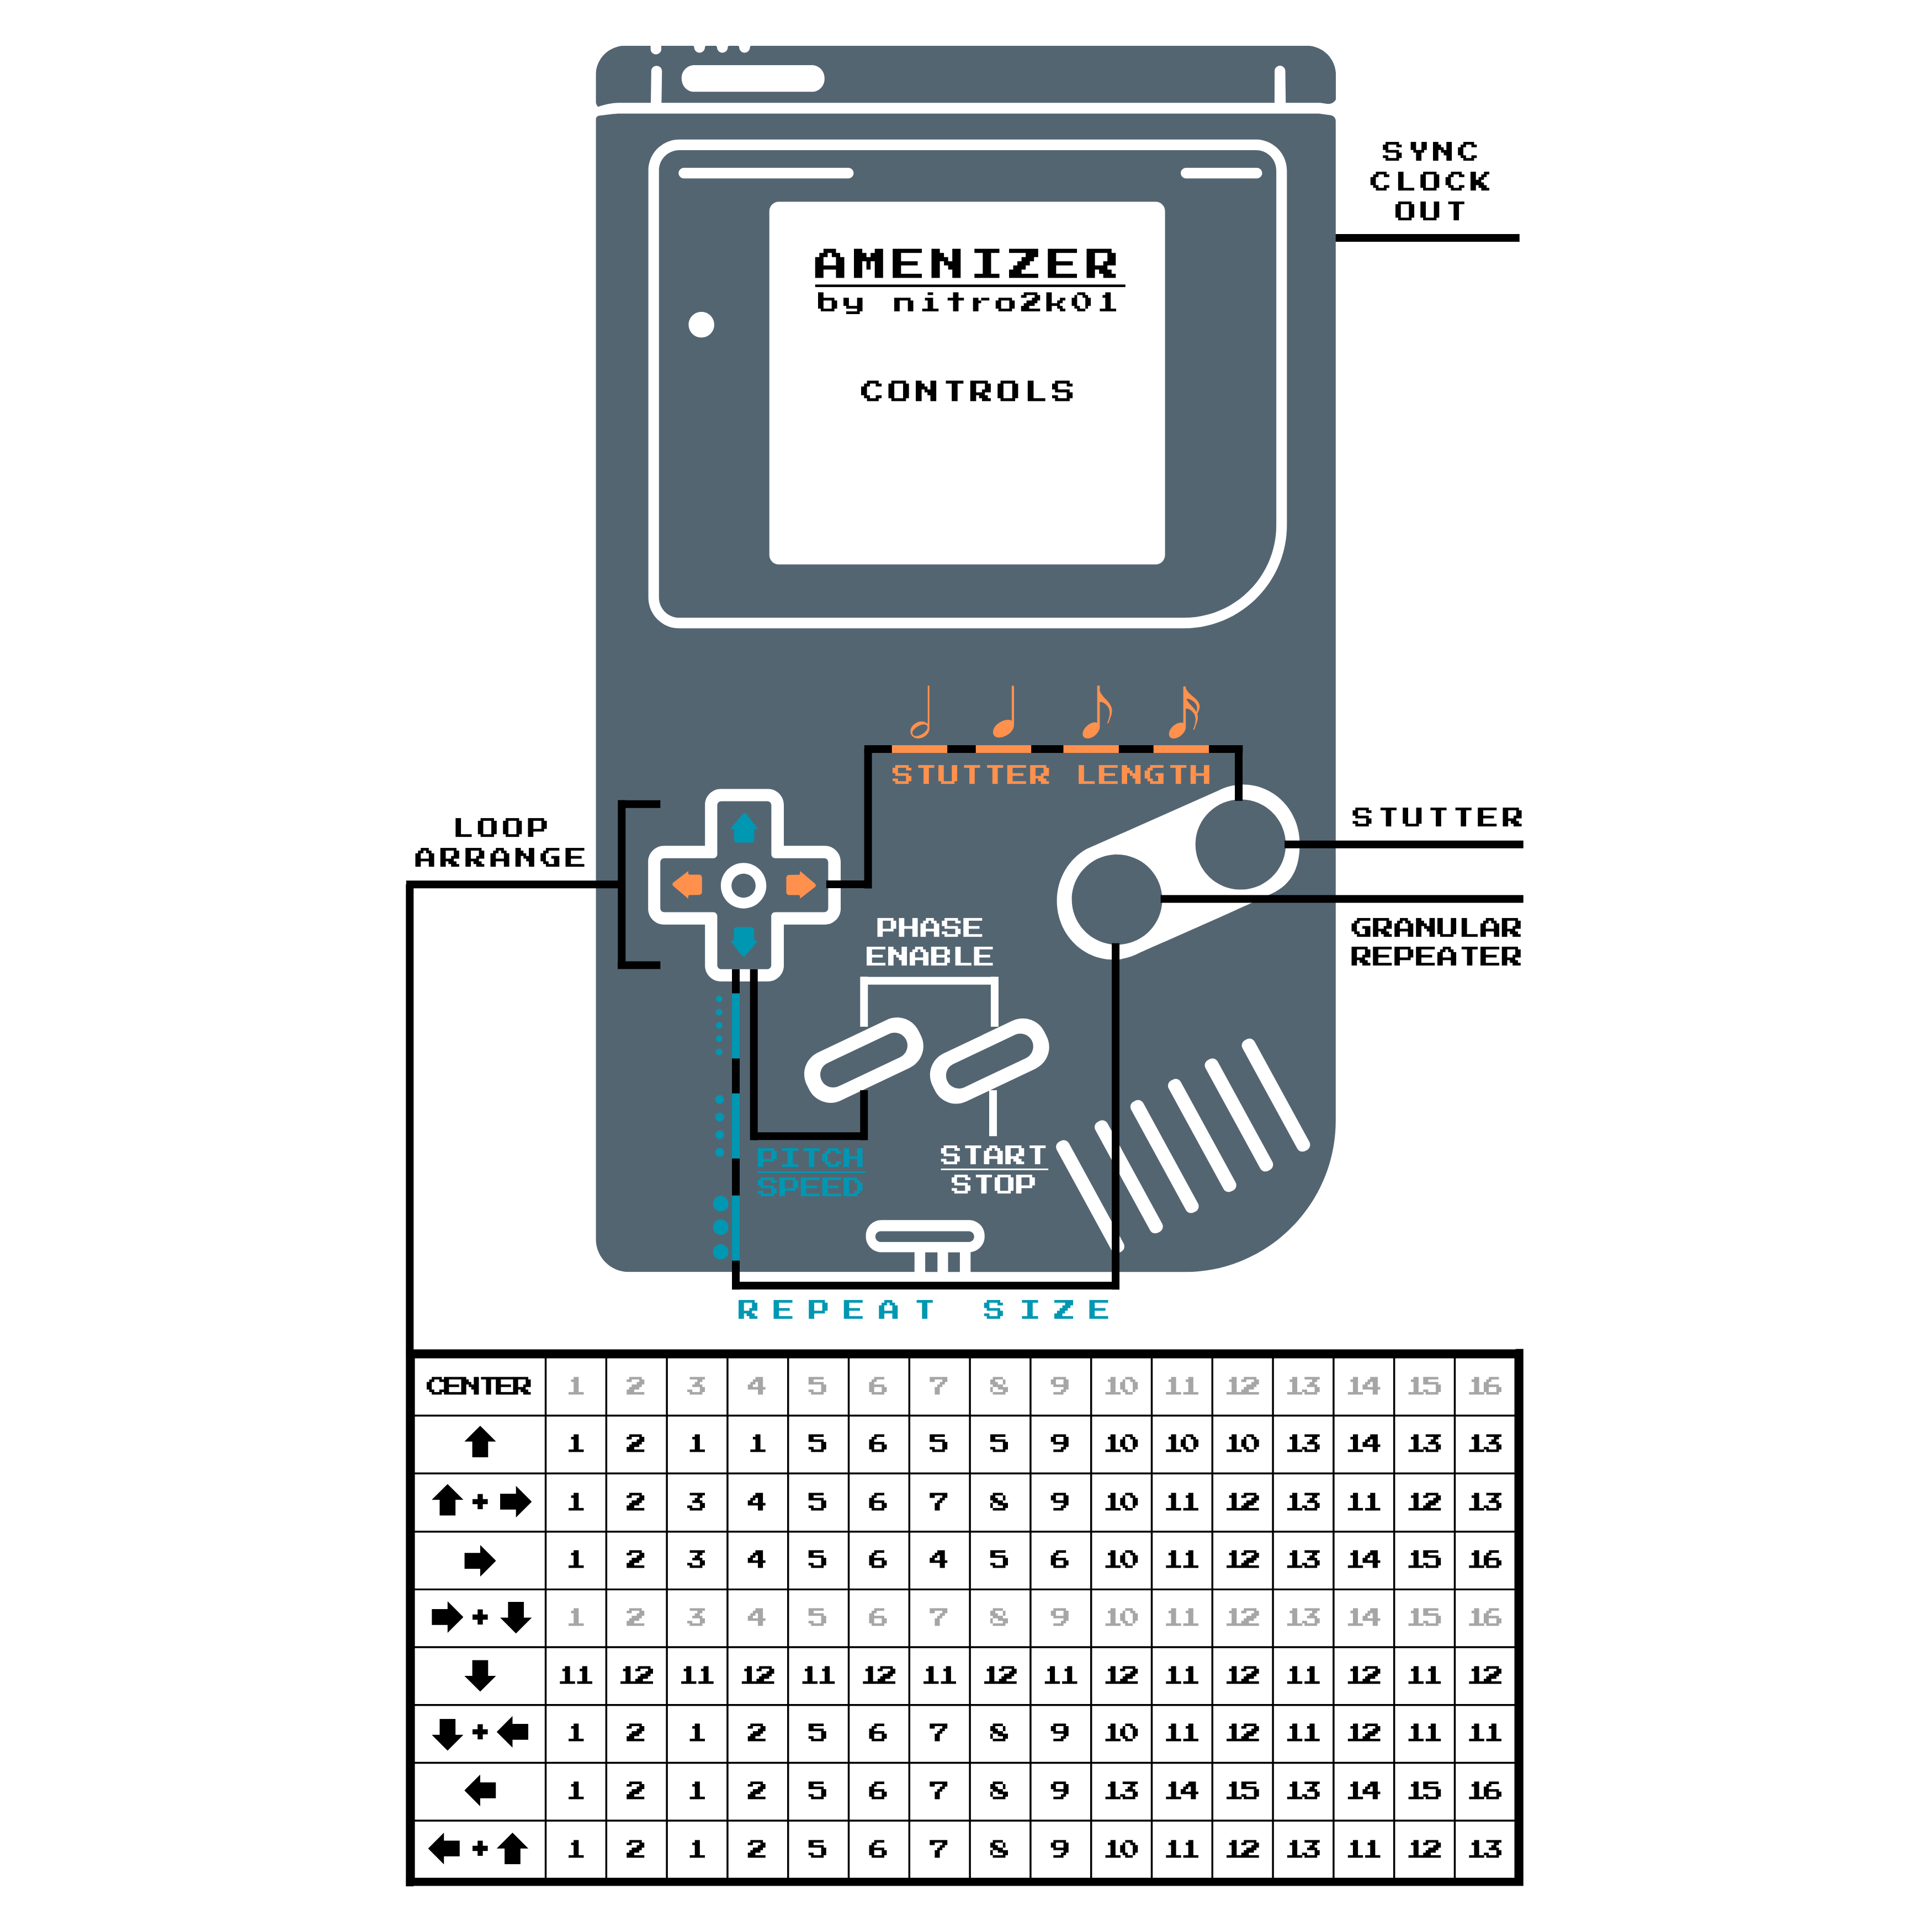 SYNC
CLOCK
OUT
AMENIZER
by nitro2k01
CONTROLS
STUTTER LENGTH
LOOP
ARRANGE
STUTTER
GRANULAR
REPEATER
PHASE
ENABLE
PITCH
SPEED
START
STOP
REPEAT SIZE
CENTER 1 2 3 4 5 6 7 8 9 10 11 12 13 14 15 16
⬆ 1 2 1 1 5 6 5 5 9 10 10 10 13 14 13 13
⬆ + ➡ 1 2 3 4 5 6 7 8 9 10 11 12 13 11 12 13
➡ 1 2 3 4 5 6 4 5 6 10 11 12 13 14 15 16
➡ + ⬇ 1 2 3 4 5 6 7 8 9 10 11 12 13 14 15 16
⬇ 11 12 11 12 11 12 11 12 11 12 11 12 11 12 11 12
⬇ + ⬅ 1 2 1 2 5 6 7 8 9 10 11 12 11 12 11 11
⬅ 1 2 1 2 5 6 7 8 9 13 14 15 13 14 15 16
⬅ + ⬆ 1 2 1 2 5 6 7 8 9 10 11 12 13 11 12 13